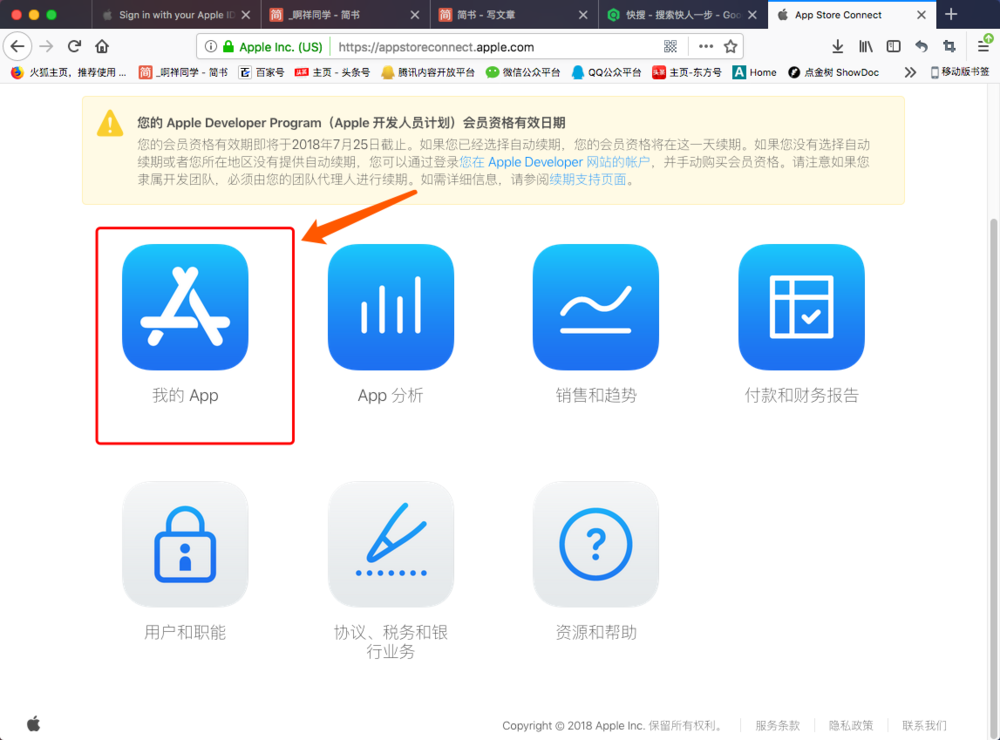 Sign in with your Apple ID
简 _啊祥同学 - 简书
简 简书 - 写文章
快搜 - 搜索快人一步 - Goo
App Store Connect
Apple Inc. (US)
https://appstoreconnect.apple.com
火狐主页，推荐使用 ...
简 _啊祥同学 - 简书
百家号
头条 主页 - 头条号
腾讯内容开放平台
微信公众平台
QQ公众平台
头条 主页-东方号
A Home
点金树 ShowDoc
移动版书签
您的 Apple Developer Program（Apple 开发人员计划）会员资格有效日期
您的会员资格有效期即将于2018年7月25日截止。如果您已经选择自动续期，您的会员资格将在这一天续期。如果您没有选择自动
续期或者您所在地区没有提供自动续期，您可以通过登录您在 Apple Developer 网站的帐户，并手动购买会员资格。请注意如果您
隶属开发团队，必须由您的团队代理人进行续期。如需详细信息，请参阅续期支持页面。
我的 App
App 分析
销售和趋势
付款和财务报告
用户和职能
协议、税务和银
行业务
资源和帮助
Copyright © 2018 Apple Inc. 保留所有权利。
服务条款
隐私政策
联系我们